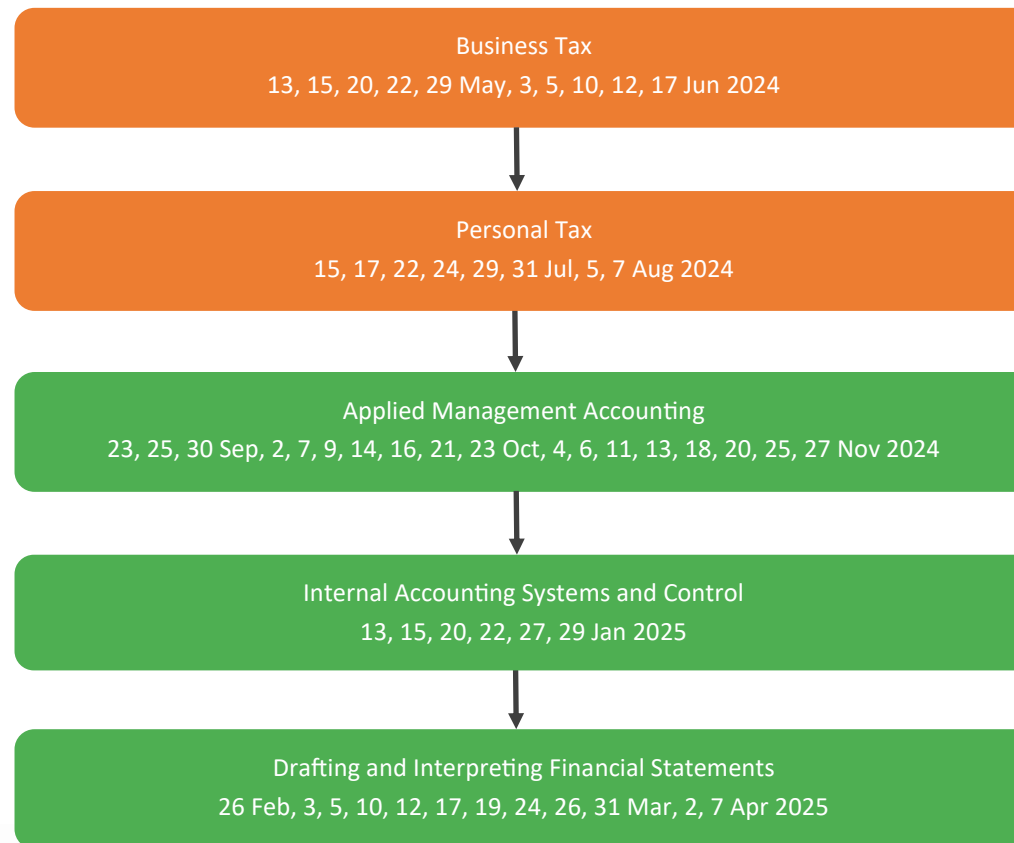 Business Tax
13, 15, 20, 22, 29 May, 3, 5, 10, 12, 17 Jun 2024
Personal Tax
15, 17, 22, 24, 29, 31 Jul, 5, 7 Aug 2024
Applied Management Accounting
23, 25, 30 Sep, 2, 7, 9, 14, 16, 21, 23 Oct, 4, 6, 11, 13, 18, 20, 25, 27 Nov 2024
Internal Accounting Systems and Control
13, 15, 20, 22, 27, 29 Jan 2025
Drafting and Interpreting Financial Statements
26 Feb, 3, 5, 10, 12, 17, 19, 24, 26, 31 Mar, 2, 7 Apr 2025